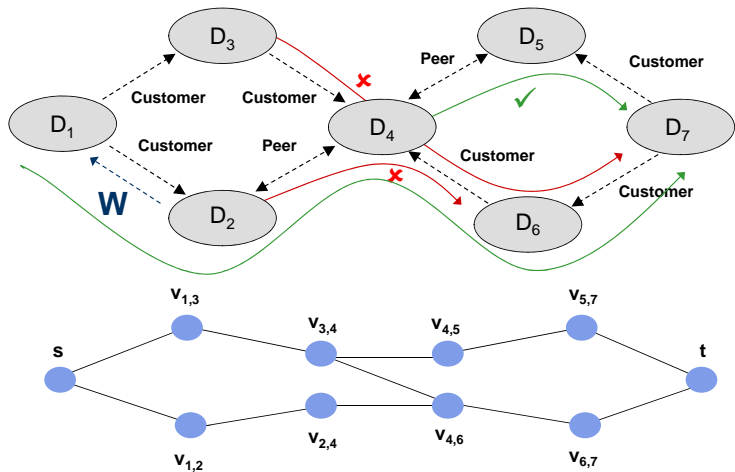 D3
D5
Peer
Customer
Customer
Customer
D1
D4
✓
D7
Customer
Peer
Customer
W
Customer
D2
D6
v1,3
v3,4
v4,5
v5,7
s
t
v1,2
v2,4
v4,6
v6,7